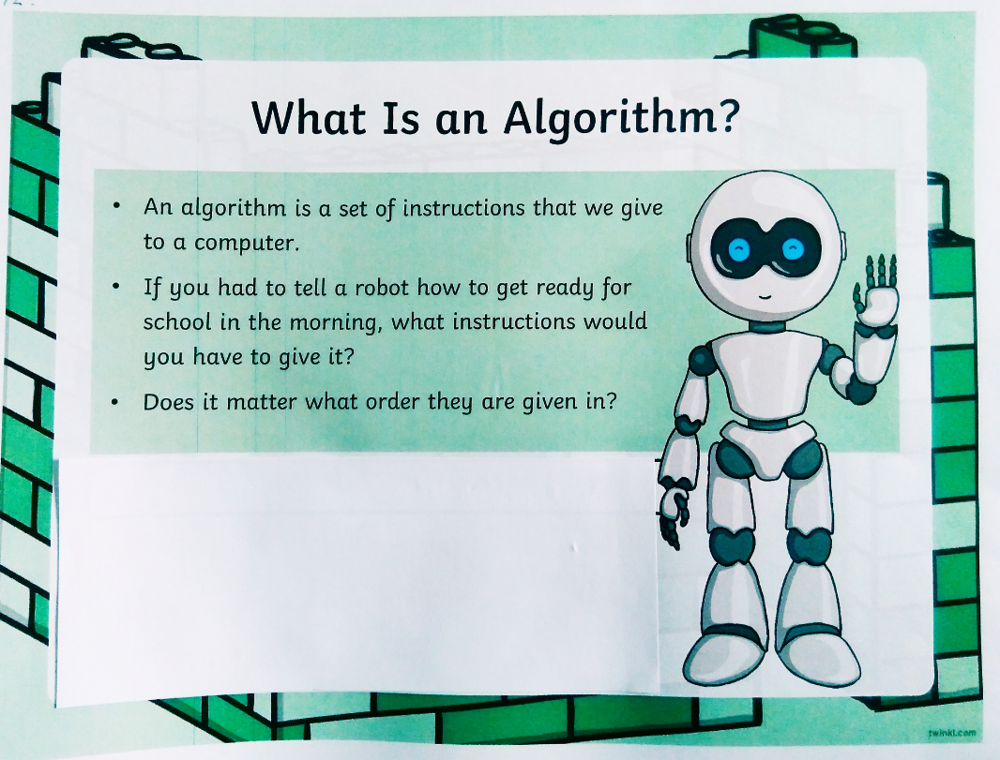 What Is an Algorithm?
• An algorithm is a set of instructions that we give
to a computer.
• If you had to tell a robot how to get ready for
school in the morning, what instructions would
you have to give it?
• Does it matter what order they are given in?
twinkl.com